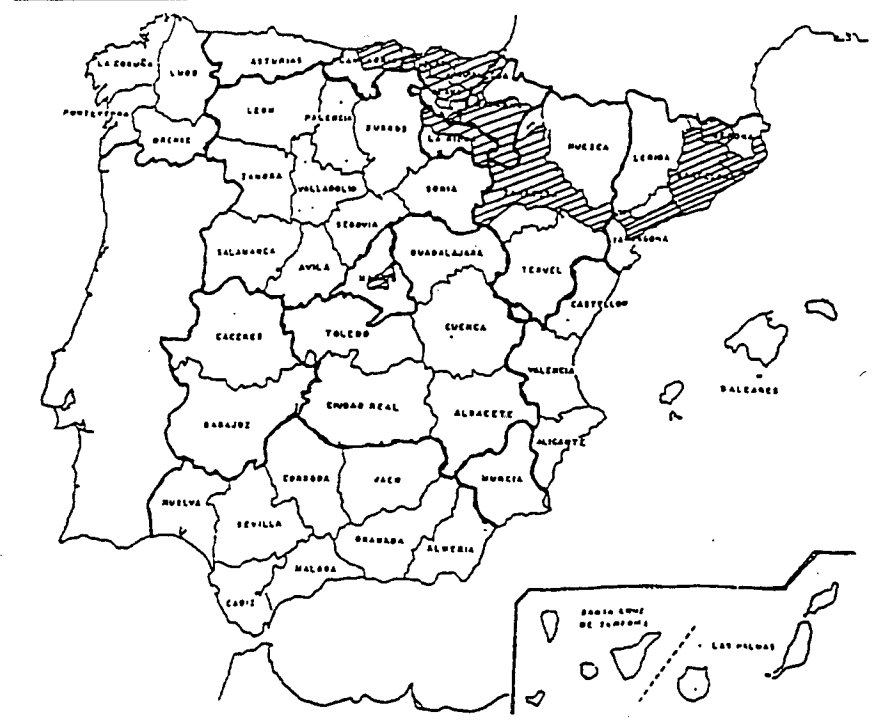 LA CORUÑA
LUGO
ASTURIAS
PONTEVEDRA
ORENSE
LEON
PALENCIA
BURGOS
HUESCA
LERIDA
ZAMORA
VALLADOLID
SORIA
SEGOVIA
SALAMANCA
AVILA
GUADALAJARA
TERUEL
TARRAGONA
CASTELLON
CACERES
TOLEDO
CUENCA
VALENCIA
BALEARES
BADAJOZ
CIUDAD REAL
ALBACETE
ALICANTE
CORDOBA
JAEN
MURCIA
HUELVA
SEVILLA
GRANADA
ALMERIA
MALAGA
CADIZ
SANTA CRUZ
DE TENERIFE
LAS PALMAS